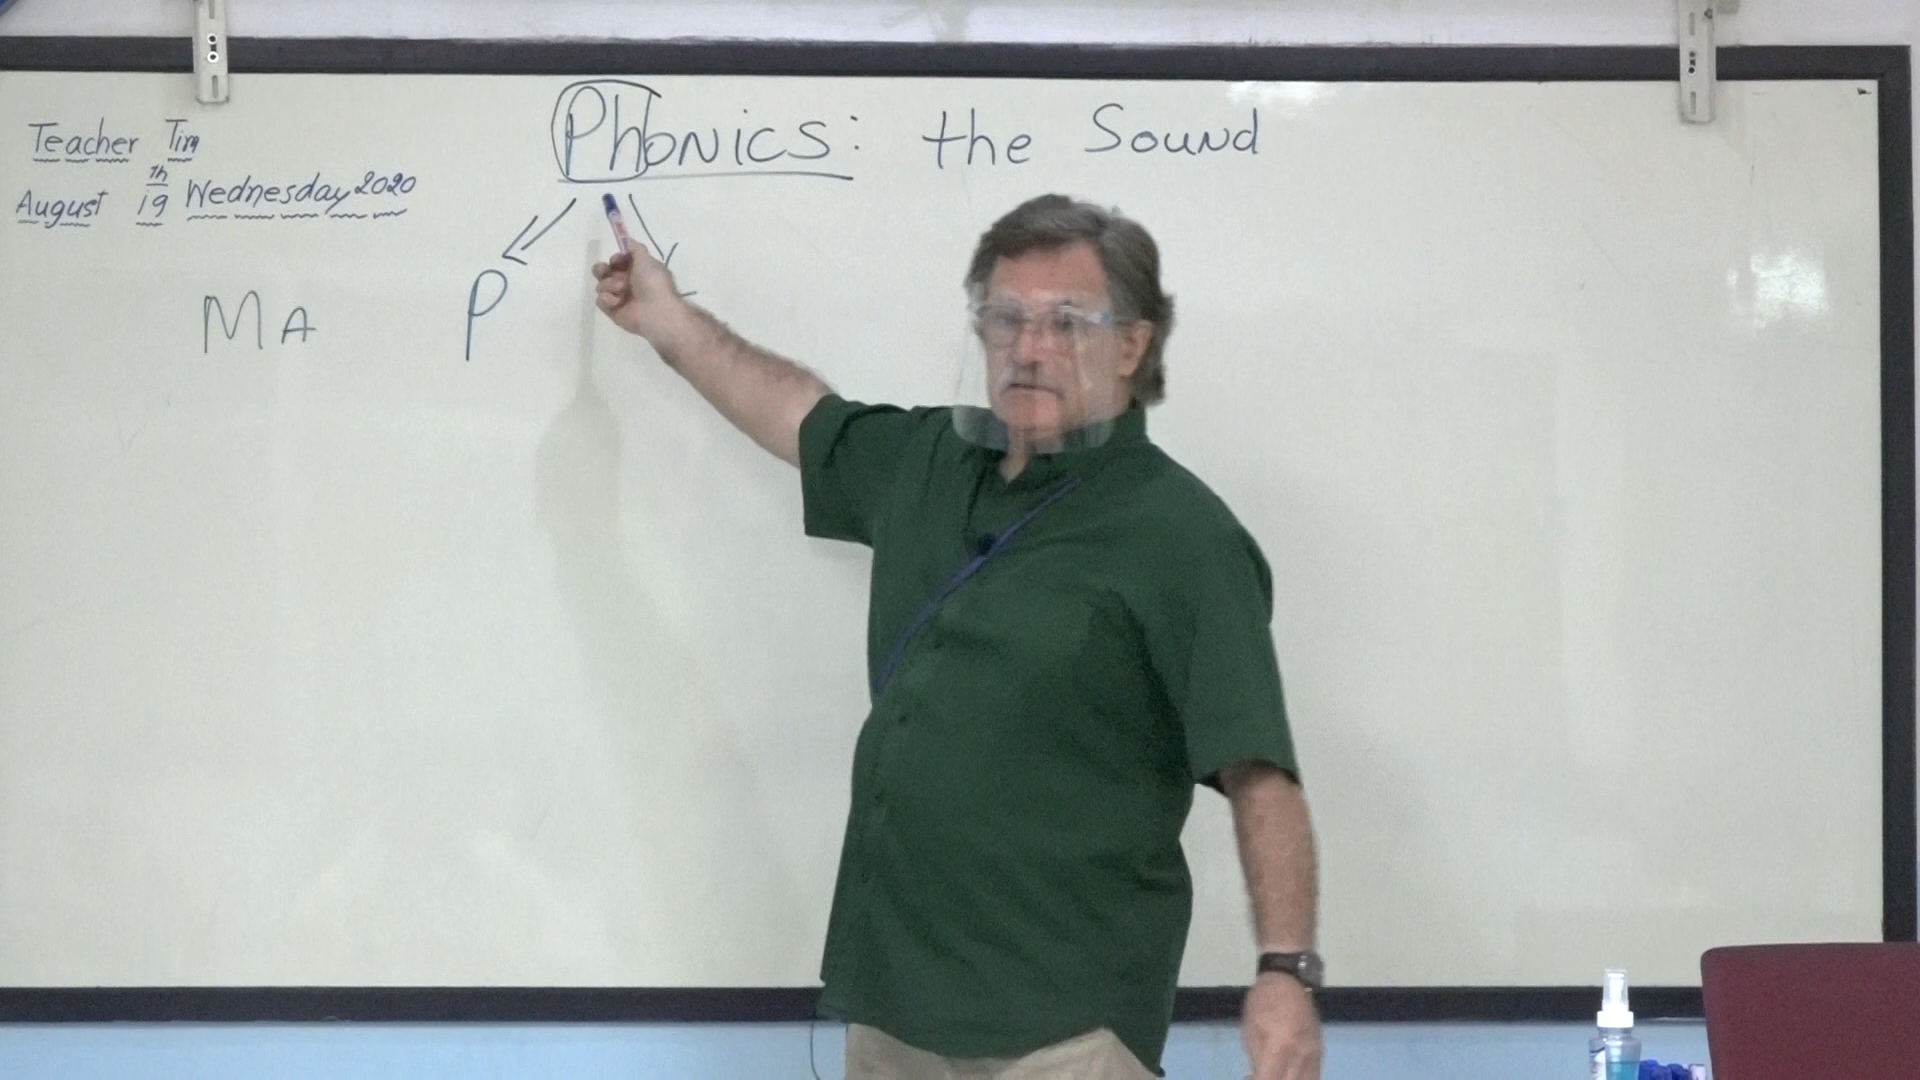 Phonics: the Sound
Teacher Tim
August 19th Wednesday 2020
MA
P